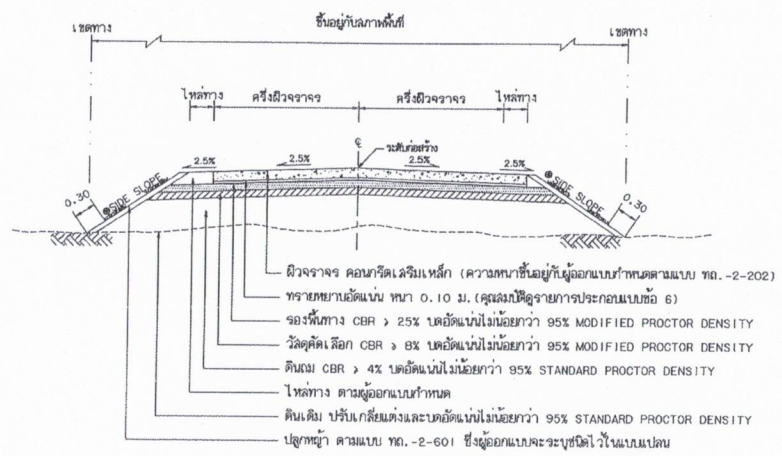 ขึ้นอยู่กับสภาพพื้นที่
เขตทาง
เขตทาง
ไหล่ทาง
ครึ่งผิวจราจร
ครึ่งผิวจราจร
ไหล่ทาง
℄
ระดับก่อสร้าง
2.5%
2.5%
2.5%
2.5%
SIDE SLOPE
SIDE SLOPE
0.30
0.30
ผิวจราจร คอนกรีตเสริมเหล็ก (ความหนาขึ้นอยู่กับผู้ออกแบบกำหนดตามแบบ ทถ.-2-202)
ทรายหยาบอัดแน่น หนา 0.10 ม.(คุณสมบัติดูรายการประกอบแบบข้อ 6)
รองพื้นทาง CBR > 25% บดอัดแน่นไม่น้อยกว่า 95% MODIFIED PROCTOR DENSITY
วัสดุคัดเลือก CBR > 8% บดอัดแน่นไม่น้อยกว่า 95% MODIFIED PROCTOR DENSITY
ดินถม CBR > 4% บดอัดแน่นไม่น้อยกว่า 95% STANDARD PROCTOR DENSITY
ไหล่ทาง ตามผู้ออกแบบกำหนด
ดินเดิม ปรับเกลี่ยแต่งและบดอัดแน่นไม่น้อยกว่า 95% STANDARD PROCTOR DENSITY
ปลูกหญ้า ตามแบบ ทถ.-2-601 ซึ่งผู้ออกแบบจะระบุชนิดไว้ในแบบแปลน